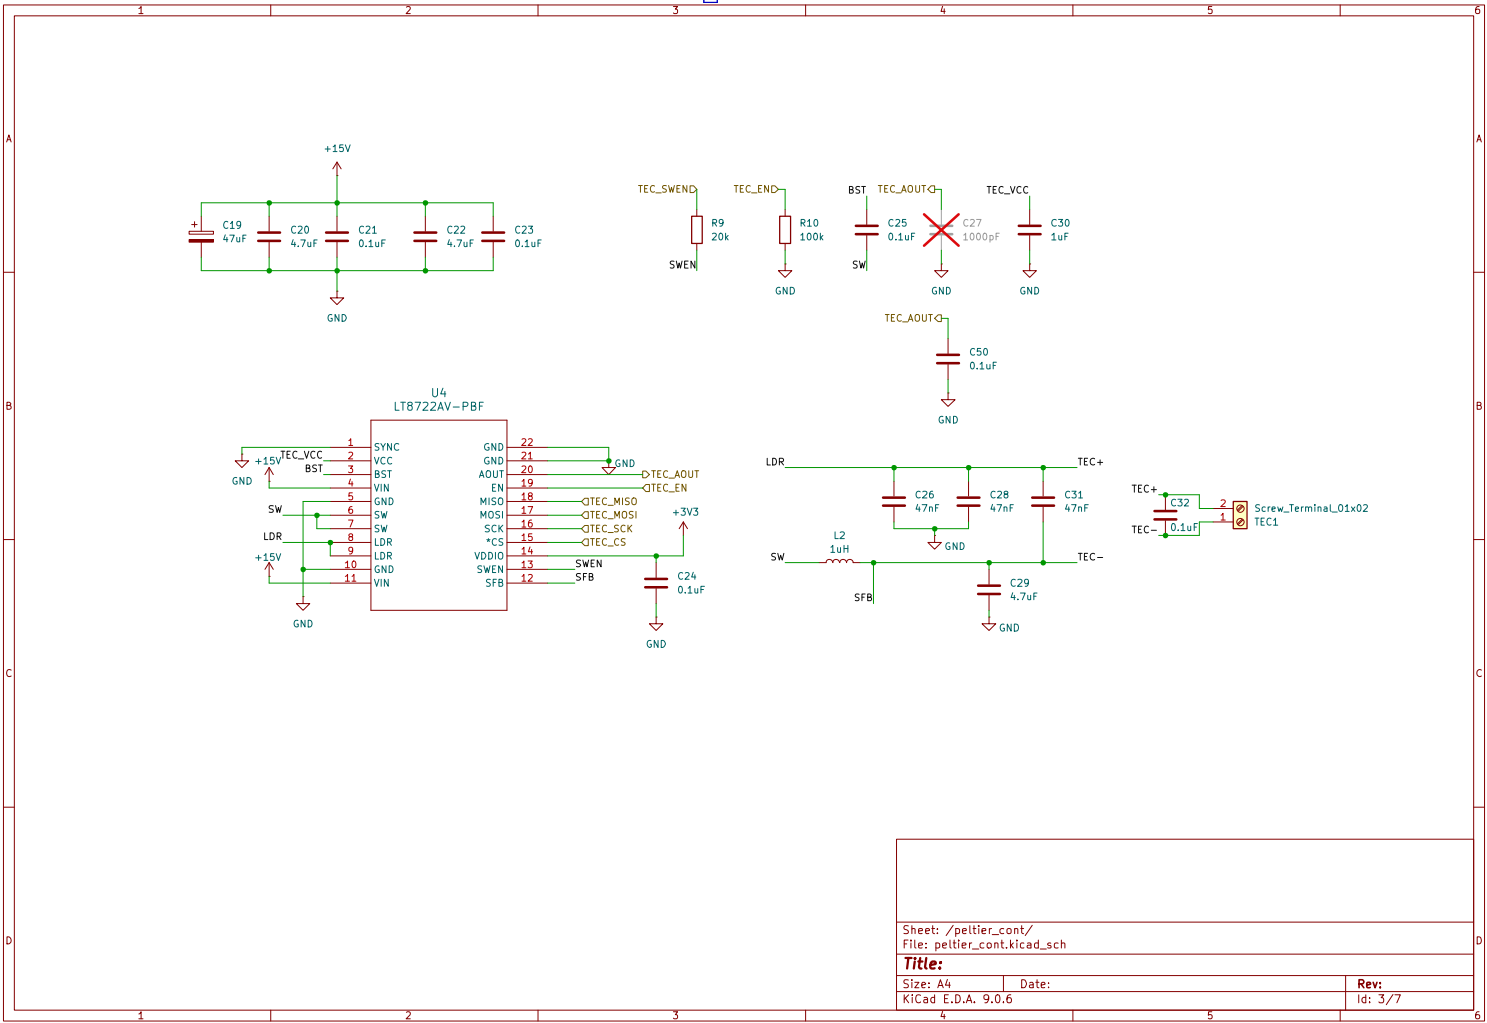 1 2 3 4 5 6
A A
+15V
C19
47uF
C20
4.7uF
C21
0.1uF
C22
4.7uF
C23
0.1uF
GND
TEC_SWEN
R9
20k
SWEN
TEC_EN
R10
100k
GND
BST
C25
0.1uF
SW
TEC_AOUT
C27
1000pF
GND
TEC_VCC
C30
1uF
GND
TEC_AOUT
C50
0.1uF
GND
B B
U4
LT8722AV-PBF
GND
+15V
TEC_VCC
BST
SW
LDR
+15V
GND
1 SYNC
2 VCC
3 BST
4 VIN
5 GND
6 SW
7 SW
8 LDR
9 LDR
10 GND
11 VIN
GND 22
GND 21
AOUT 20
EN 19
MISO 18
MOSI 17
SCK 16
*CS 15
VDDIO 14
SWEN 13
SFB 12
GND
TEC_AOUT
TEC_EN
TEC_MISO
TEC_MOSI
TEC_SCK
TEC_CS
+3V3
SWEN
SFB
C24
0.1uF
GND
LDR
TEC+
C26
47nF
C28
47nF
C31
47nF
GND
L2
1uH
SW
TEC-
SFB
C29
4.7uF
GND
TEC+
C32
0.1uF
TEC-
2
1
Screw_Terminal_01x02
TEC1
C C
D D
Sheet: /peltier_cont/
File: peltier_cont.kicad_sch
Title:
Size: A4 Date: Rev:
KiCad E.D.A. 9.0.6 Id: 3/7
1 2 3 4 5 6